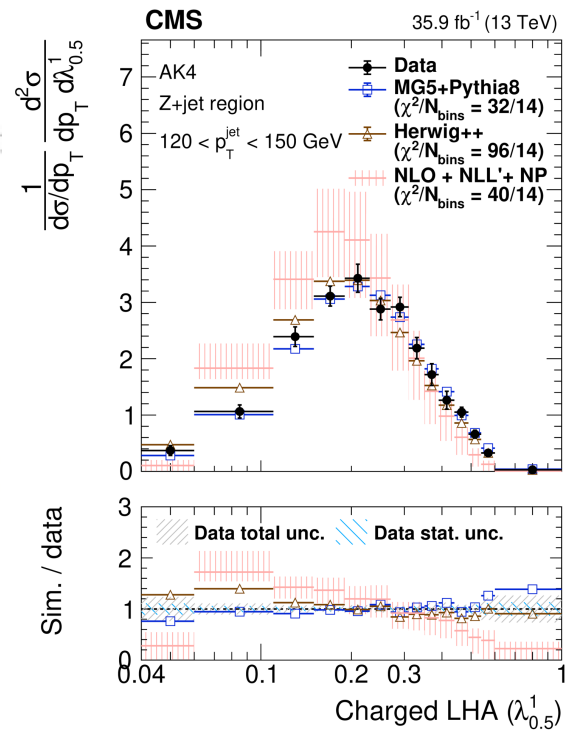 CMS 35.9 fb⁻¹ (13 TeV)
1/(dσ/dp_T) d²σ/(dp_T dλ¹_0.5)
AK4
Z+jet region
120 < p_T^jet < 150 GeV
Data
MG5+Pythia8
(χ²/N_bins = 32/14)
Herwig++
(χ²/N_bins = 96/14)
NLO + NLL'+ NP
(χ²/N_bins = 40/14)
7
6
5
4
3
2
1
0
Sim. / data
3
2
1
0
Data total unc. Data stat. unc.
0.04 0.1 0.2 0.3 1
Charged LHA (λ¹_0.5)